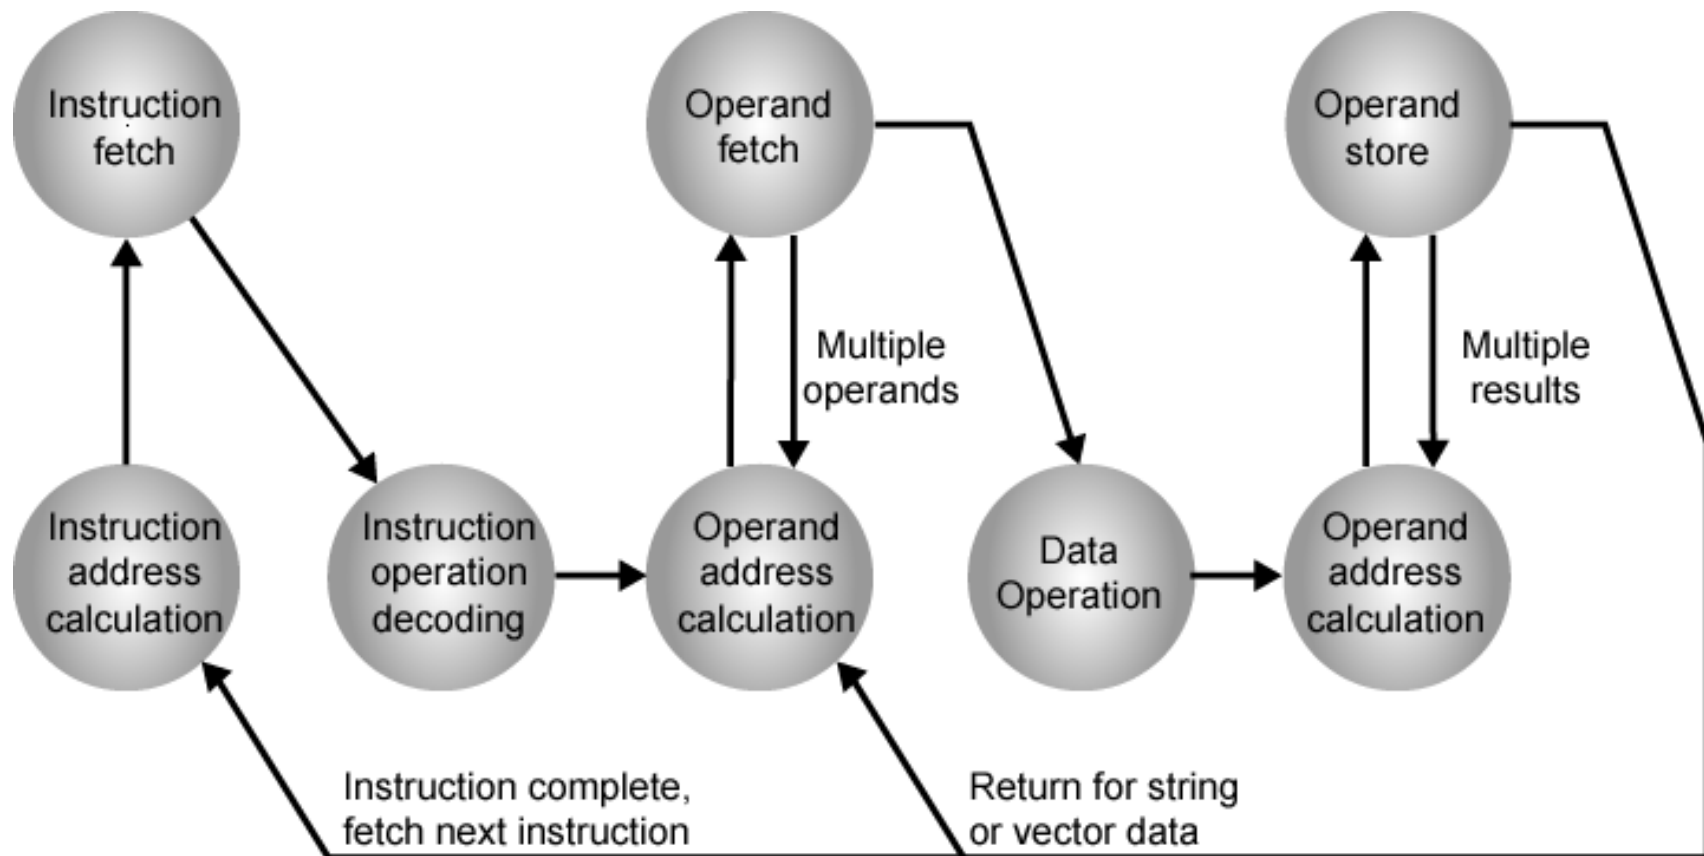 Instruction
fetch
Operand
fetch
Operand
store
Multiple
operands
Multiple
results
Instruction
address
calculation
Instruction
operation
decoding
Operand
address
calculation
Data
Operation
Operand
address
calculation
Instruction complete,
fetch next instruction
Return for string
or vector data